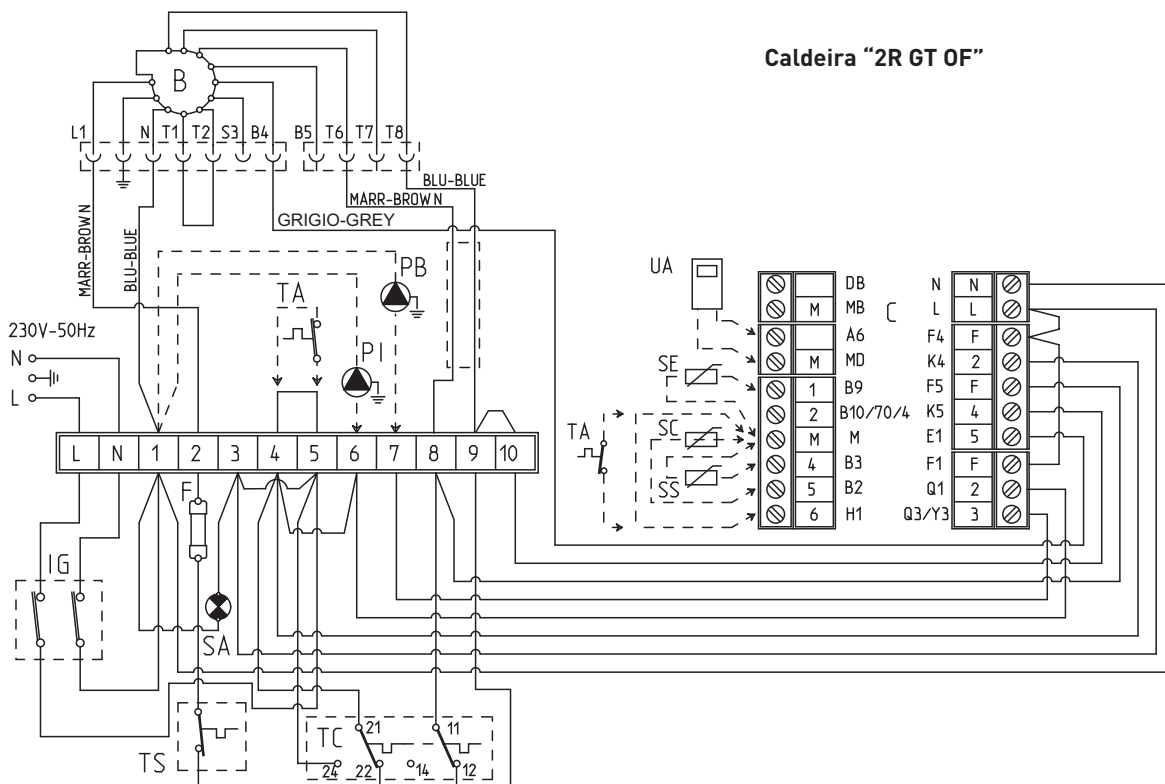 Caldeira “2R GT OF”
B
L1 N T1 T2 S3 B4 B5 T6 T7 T8
BLU-BLUE
MARR-BROWN
GRIGIO-GREY
MARR-BROWN
BLU-BLUE
TA
PB
PI
230V-50Hz
N
L
L N 1 2 3 4 5 6 7 8 9 10
F
IG
SA
TS
TC
21
11
24
22
14
12
UA
SE
SC
SS
TA
C
DB
M MB
A6
M MD
1 B9
2 B10/70/4
M M
4 B3
5 B2
6 H1
N N
L L
F4 F
K4 2
F5 F
K5 4
E1 5
F1 F
Q1 2
Q3/Y3 3